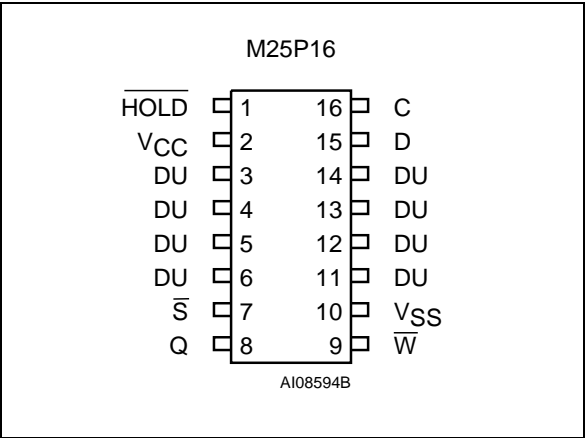 M25P16
H̅O̅L̅D̅ 1 16 C
VCC 2 15 D
DU 3 14 DU
DU 4 13 DU
DU 5 12 DU
DU 6 11 DU
S̅ 7 10 VSS
Q 8 9 W̅
AI08594B